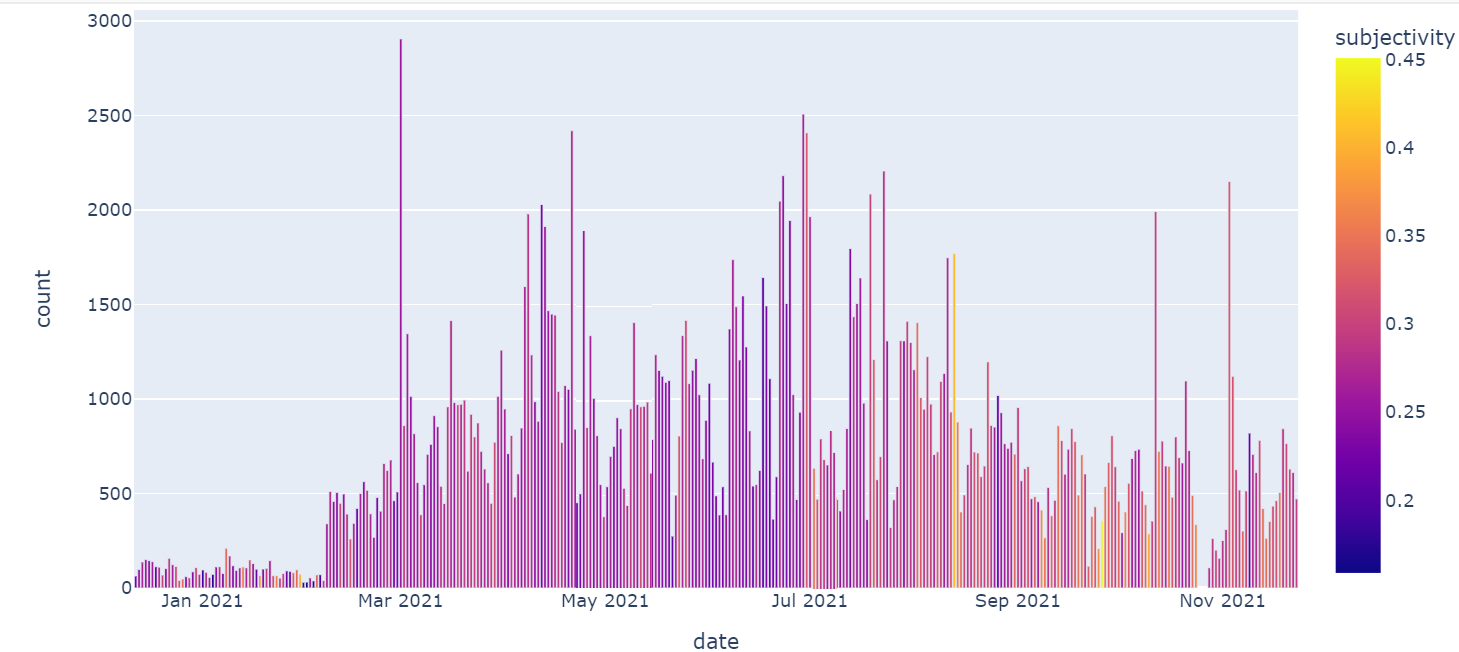 subjectivity
3000
2500
2000
1500
1000
500
0
count
Jan 2021
Mar 2021
May 2021
Jul 2021
Sep 2021
Nov 2021
date
0.45
0.4
0.35
0.3
0.25
0.2